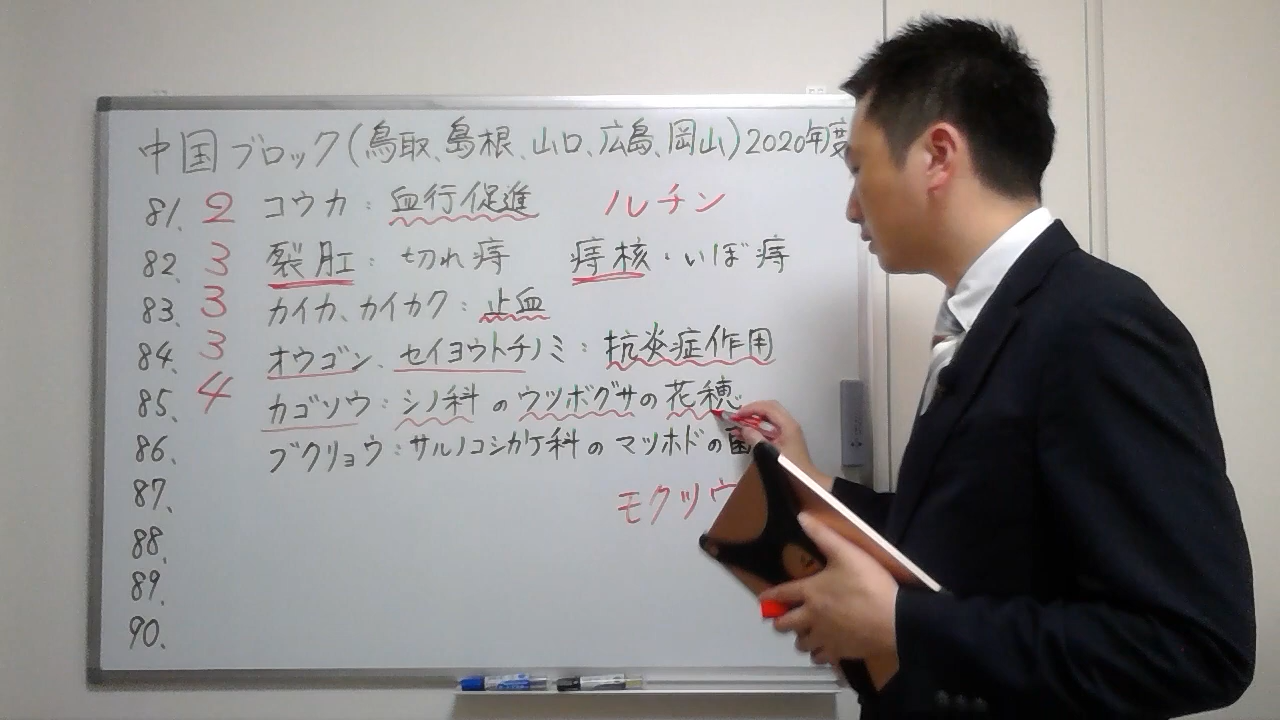 中国ブロック(鳥取、島根、山口、広島、岡山)2020年度
81. 2 コウカ:血行促進 ルチン
82. 3 裂肛:切れ痔 痔核・いぼ痔
83. 3 カイカ、カイカク:止血
84. 3 オウゴン、セイヨウトチノミ:抗炎症作用
85. 4 カゴソウ:シソ科のウツボグサの花穂
86. ブクリョウ:サルノコシカケ科のマツホドの菌
87. モクツウ
88.
89.
90.